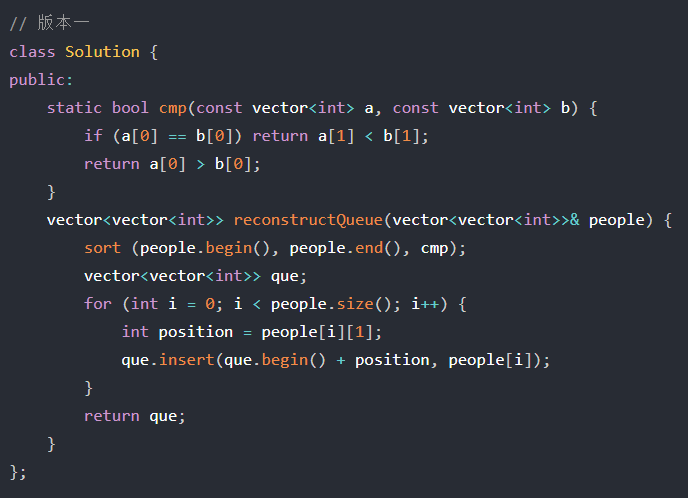 // 版本一
class Solution {
public:
    static bool cmp(const vector<int> a, const vector<int> b) {
        if (a[0] == b[0]) return a[1] < b[1];
        return a[0] > b[0];
    }
    vector<vector<int>> reconstructQueue(vector<vector<int>>& people) {
        sort (people.begin(), people.end(), cmp);
        vector<vector<int>> que;
        for (int i = 0; i < people.size(); i++) {
            int position = people[i][1];
            que.insert(que.begin() + position, people[i]);
        }
        return que;
    }
};